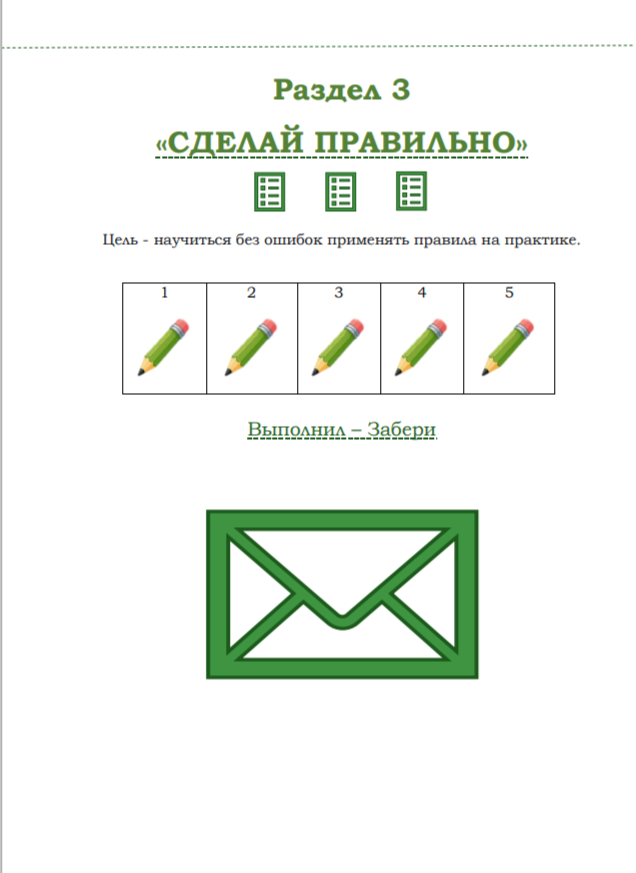 Раздел 3
«СДЕЛАЙ ПРАВИЛЬНО»
Цель - научиться без ошибок применять правила на практике.
1 2 3 4 5
Выполнил – Забери